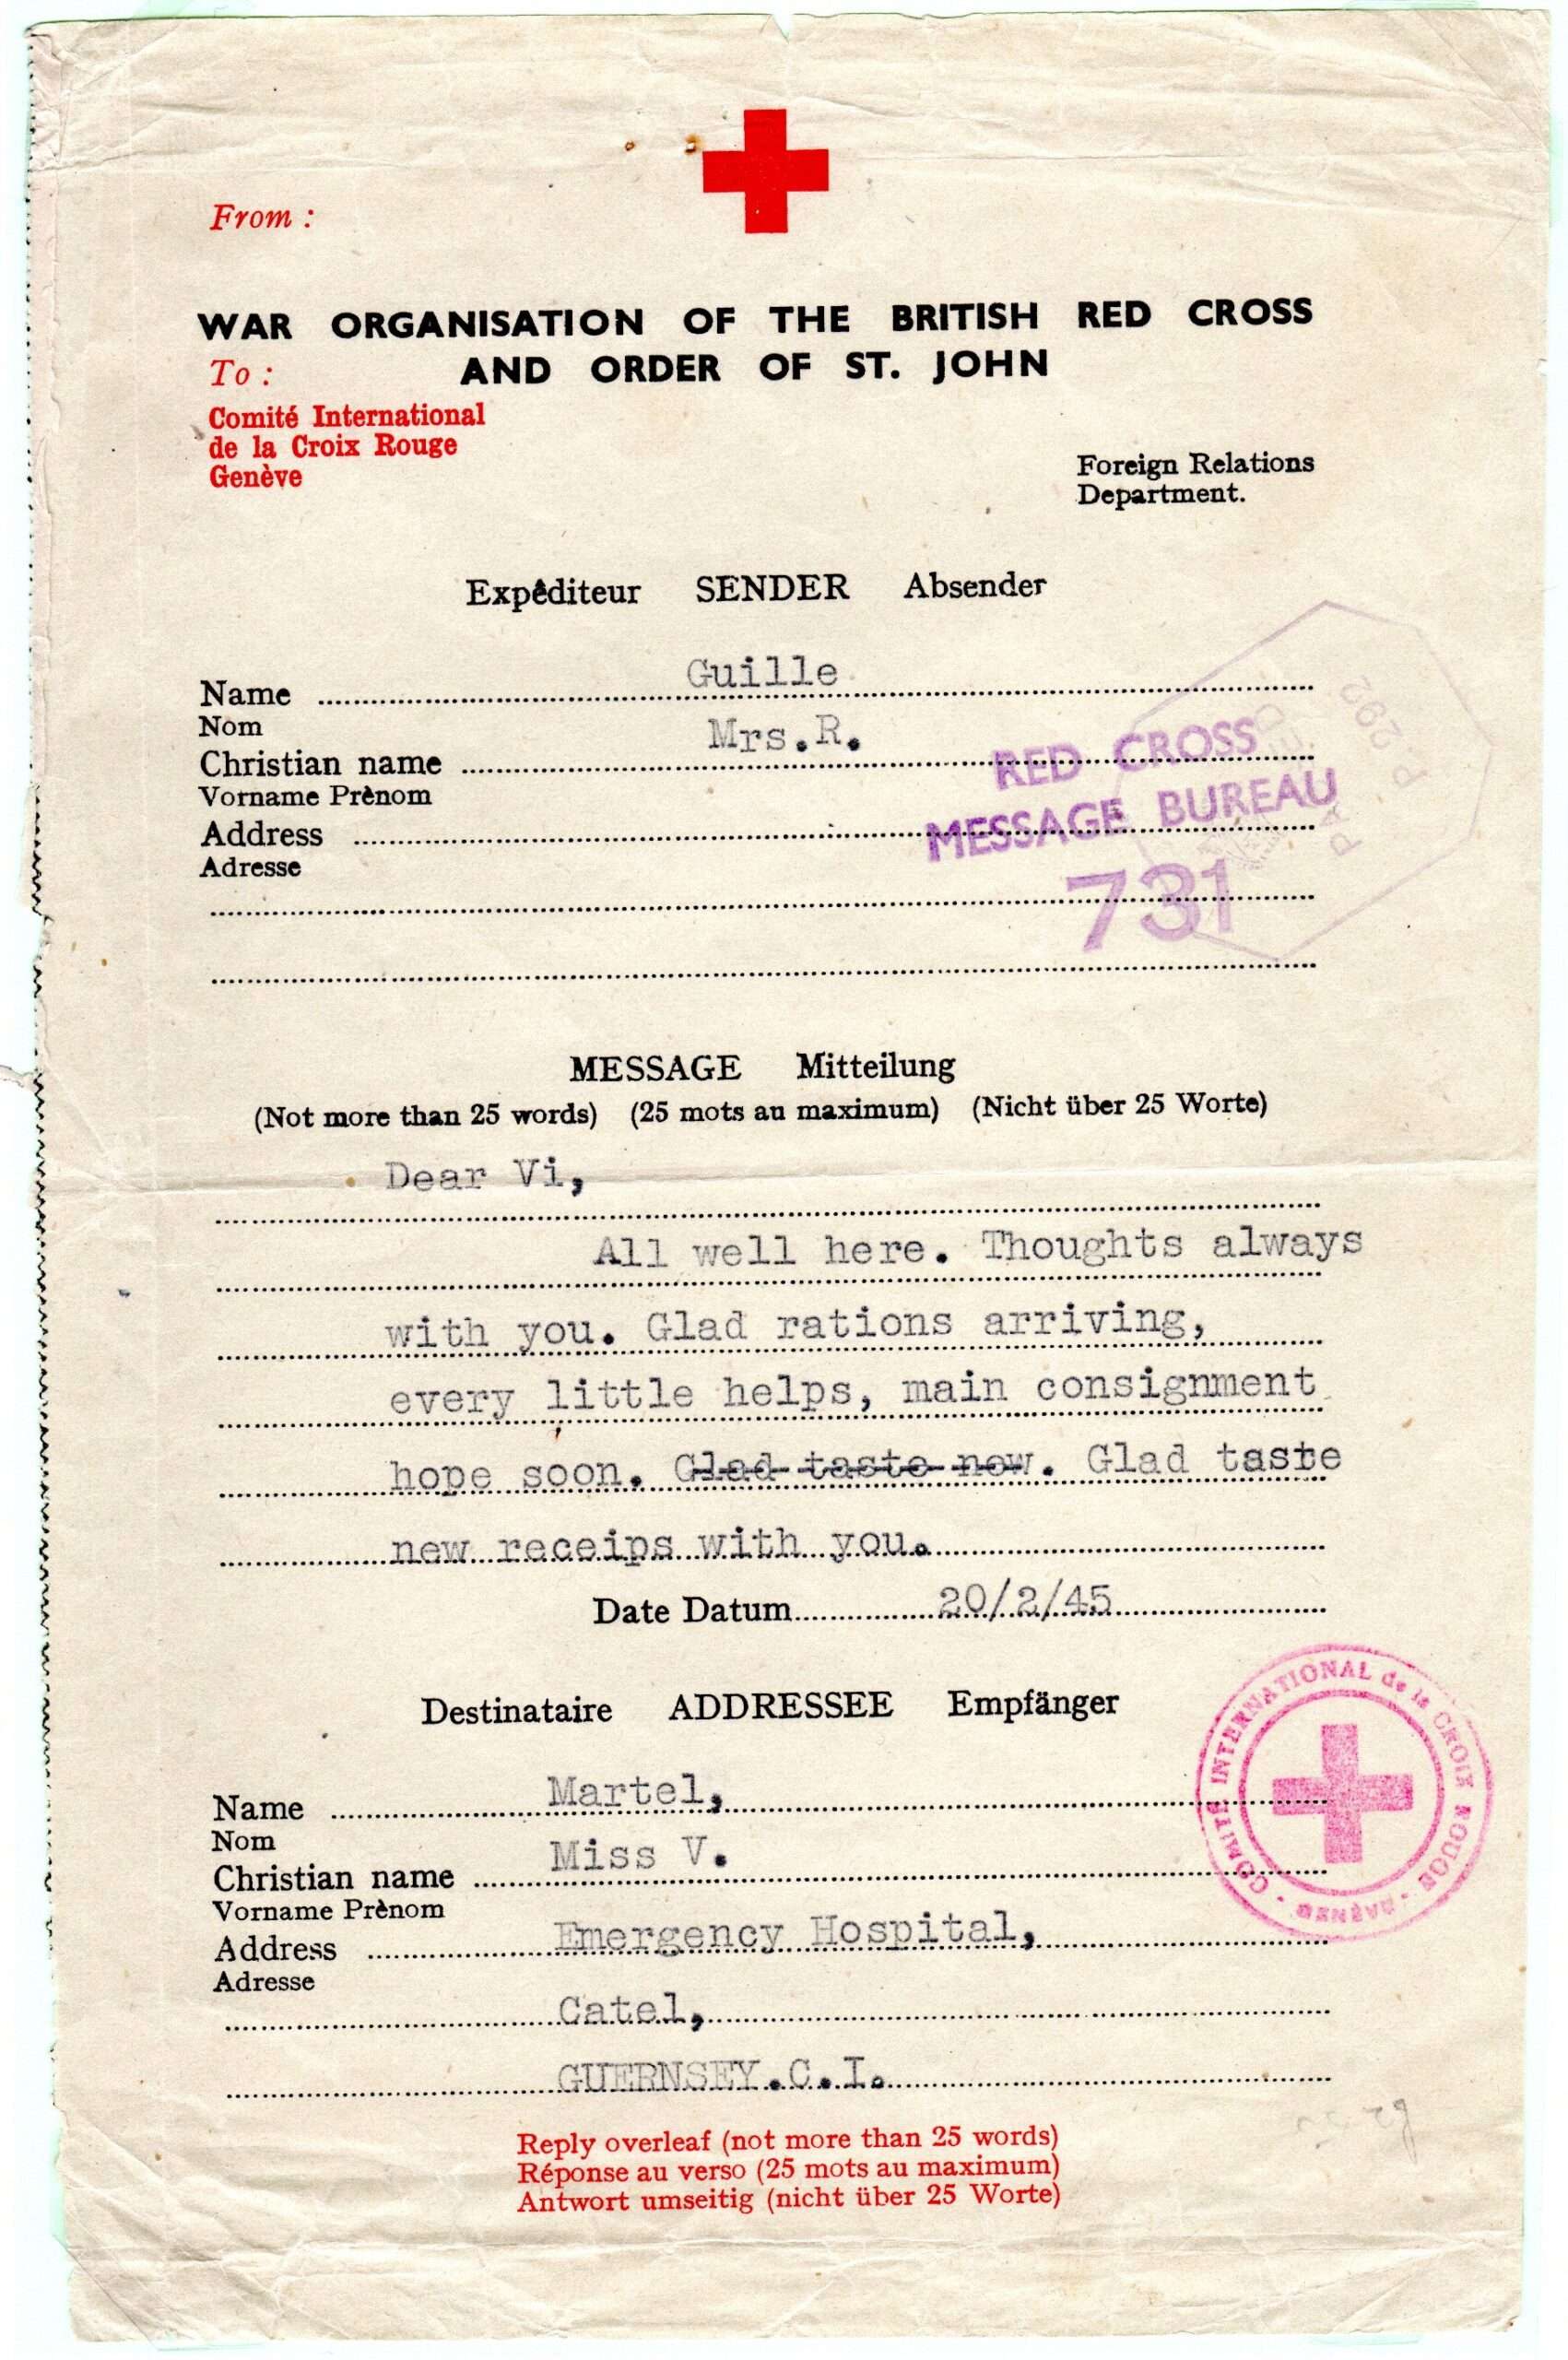 From :
WAR ORGANISATION OF THE BRITISH RED CROSS
To : AND ORDER OF ST. JOHN
Comité International
de la Croix Rouge
Genève
Foreign Relations
Department.
Expéditeur SENDER Absender
Name Guille
Nom
Christian name Mrs.R.
Vorname Prènom
Address
Adresse
RED CROSS
MESSAGE BUREAU
731
P.292
MESSAGE Mitteilung
(Not more than 25 words) (25 mots au maximum) (Nicht über 25 Worte)
Dear Vi,
All well here. Thoughts always
with you. Glad rations arriving,
every little helps, main consignment
hope soon. Glad taste now. Glad taste
new receips with you.
Date Datum 20/2/45
Destinataire ADDRESSEE Empfänger
Name Martel,
Nom
Christian name Miss V.
Vorname Prènom
Address Emergency Hospital,
Adresse
Catel,
GUERNSEY.C.I.
COMITÉ INTERNATIONAL de la CROIX ROUGE · GENÈVE ·
Reply overleaf (not more than 25 words)
Réponse au verso (25 mots au maximum)
Antwort umseitig (nicht über 25 Worte)